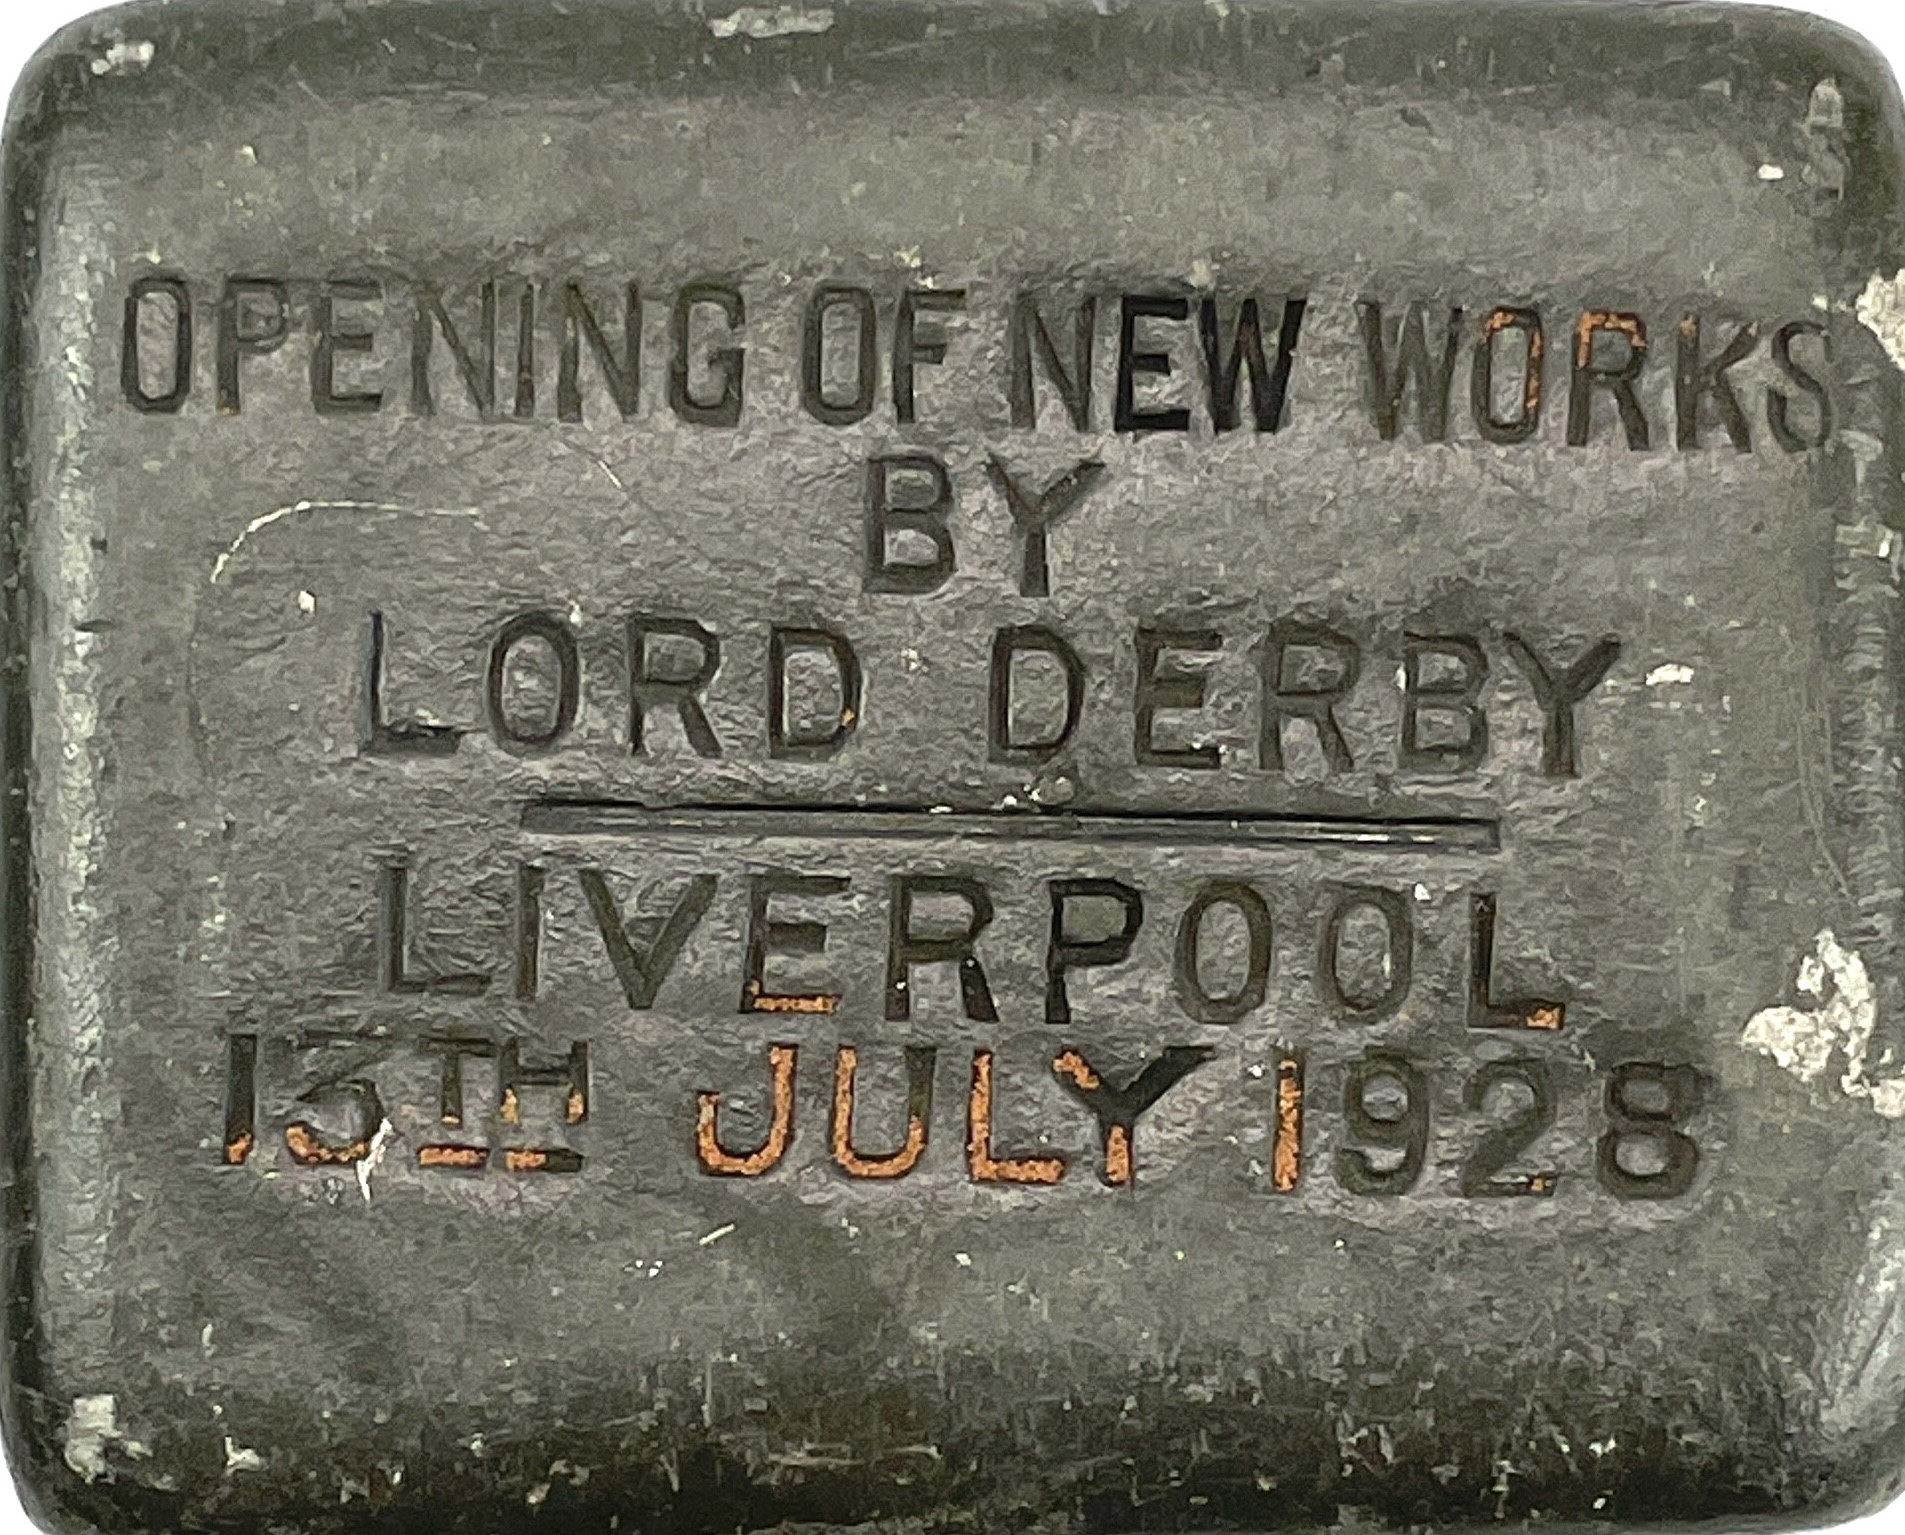 OPENING OF NEW WORKS
BY
LORD DERBY
LIVERPOOL
13TH JULY 1928